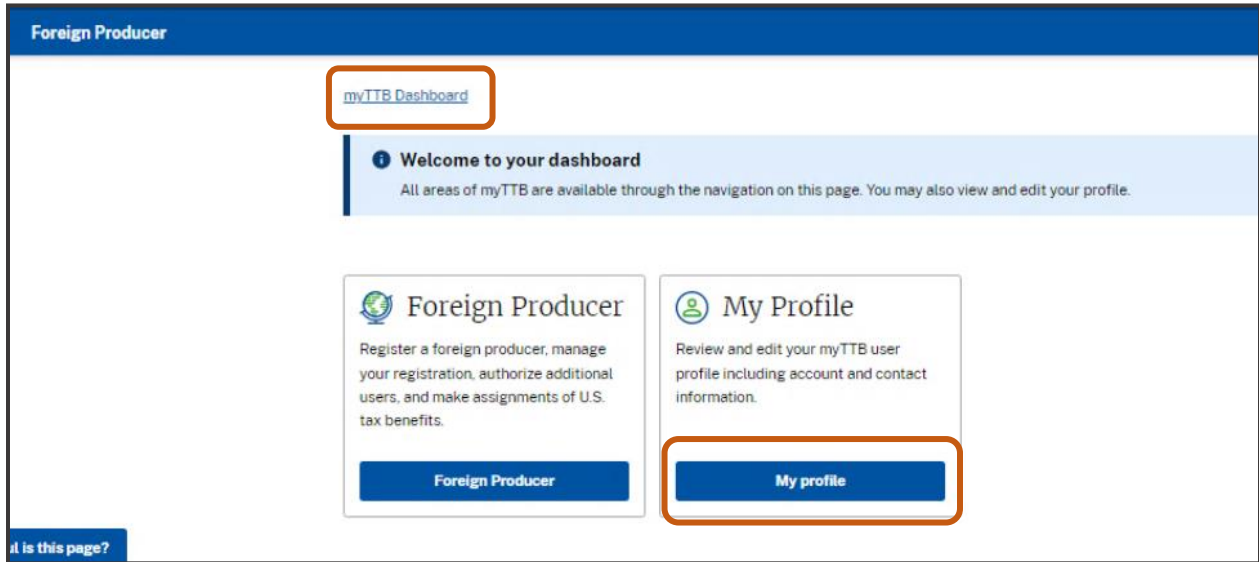 Foreign Producer
myTTB Dashboard
Welcome to your dashboard
All areas of myTTB are available through the navigation on this page. You may also view and edit your profile.
Foreign Producer
Register a foreign producer, manage
your registration, authorize additional
users, and make assignments of U.S.
tax benefits.
Foreign Producer
My Profile
Review and edit your myTTB user
profile including account and contact
information.
My profile
is this page?